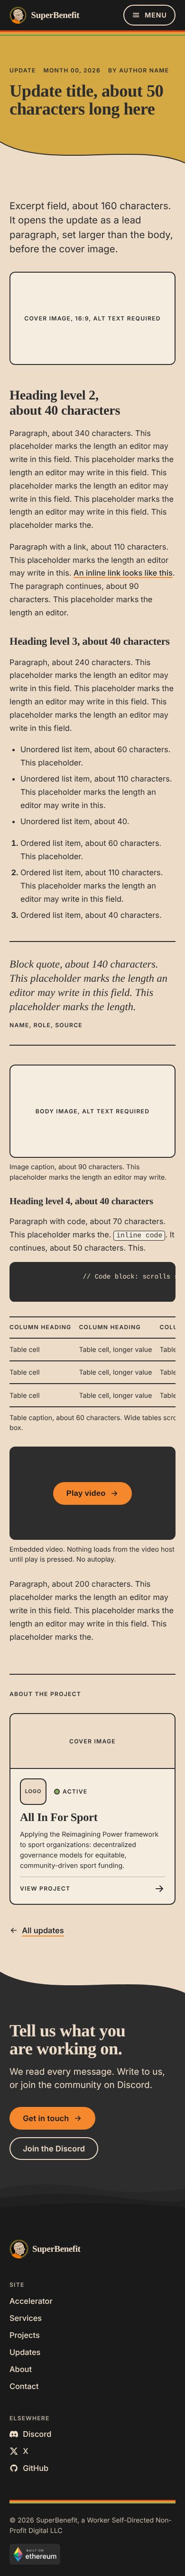 SuperBenefit
MENU
UPDATE MONTH 00, 2026 BY AUTHOR NAME
Update title, about 50
characters long here
Excerpt field, about 160 characters.
It opens the update as a lead
paragraph, set larger than the body,
before the cover image.
COVER IMAGE, 16:9, ALT TEXT REQUIRED
Heading level 2,
about 40 characters
Paragraph, about 340 characters. This
placeholder marks the length an editor
may write in this field. This placeholder
marks the length an editor may write in
this field. This placeholder marks the
length an editor may write in this field.
This placeholder marks the length an
editor may write in this field. This
placeholder marks the.
Paragraph with a link, about 110 characters.
This placeholder marks the length an editor
may write in this. An inline link looks like this.
The paragraph continues, about 90
characters. This placeholder marks the
length an editor.
Heading level 3, about 40 characters
Paragraph, about 240 characters. This
placeholder marks the length an editor
may write in this field. This placeholder
marks the length an editor may write in
this field. This placeholder marks the
length an editor may write in this field.
• Unordered list item, about 60 characters.
This placeholder.
• Unordered list item, about 110 characters.
This placeholder marks the length an
editor may write in this.
• Unordered list item, about 40.
1. Ordered list item, about 60 characters.
This placeholder.
2. Ordered list item, about 110 characters.
This placeholder marks the length an
editor may write in this field.
3. Ordered list item, about 40 characters.
Block quote, about 140 characters.
This placeholder marks the length an
editor may write in this field. This
placeholder marks the length.
NAME, ROLE, SOURCE
BODY IMAGE, ALT TEXT REQUIRED
Image caption, about 90 characters. This
placeholder marks the length an editor may write.
Heading level 4, about 40 characters
Paragraph with code, about 70 characters.
This placeholder marks the. inline code. It
continues, about 50 characters. This.
// Code block: scrolls
COLUMN HEADING COLUMN HEADING COLU
Table cell Table cell, longer value Table
Table cell Table cell, longer value Table
Table cell Table cell, longer value Table
Table caption, about 60 characters. Wide tables scro
box.
Play video →
Embedded video. Nothing loads from the video host
until play is pressed. No autoplay.
Paragraph, about 200 characters. This
placeholder marks the length an editor
may write in this field. This placeholder
marks the length an editor may write in
this field. This placeholder marks the length
an editor may write in this field. This
placeholder marks the.
ABOUT THE PROJECT
COVER IMAGE
LOGO
ACTIVE
All In For Sport
Applying the Reimagining Power framework
to sport organizations: decentralized
governance models for equitable,
community-driven sport funding.
VIEW PROJECT →
← All updates
Tell us what you
are working on.
We read every message. Write to us,
or join the community on Discord.
Get in touch →
Join the Discord
SuperBenefit
SITE
Accelerator
Services
Projects
Updates
About
Contact
ELSEWHERE
Discord
X
GitHub
© 2026 SuperBenefit, a Worker Self-Directed Non-
Profit Digital LLC
BUILT ON
ethereum